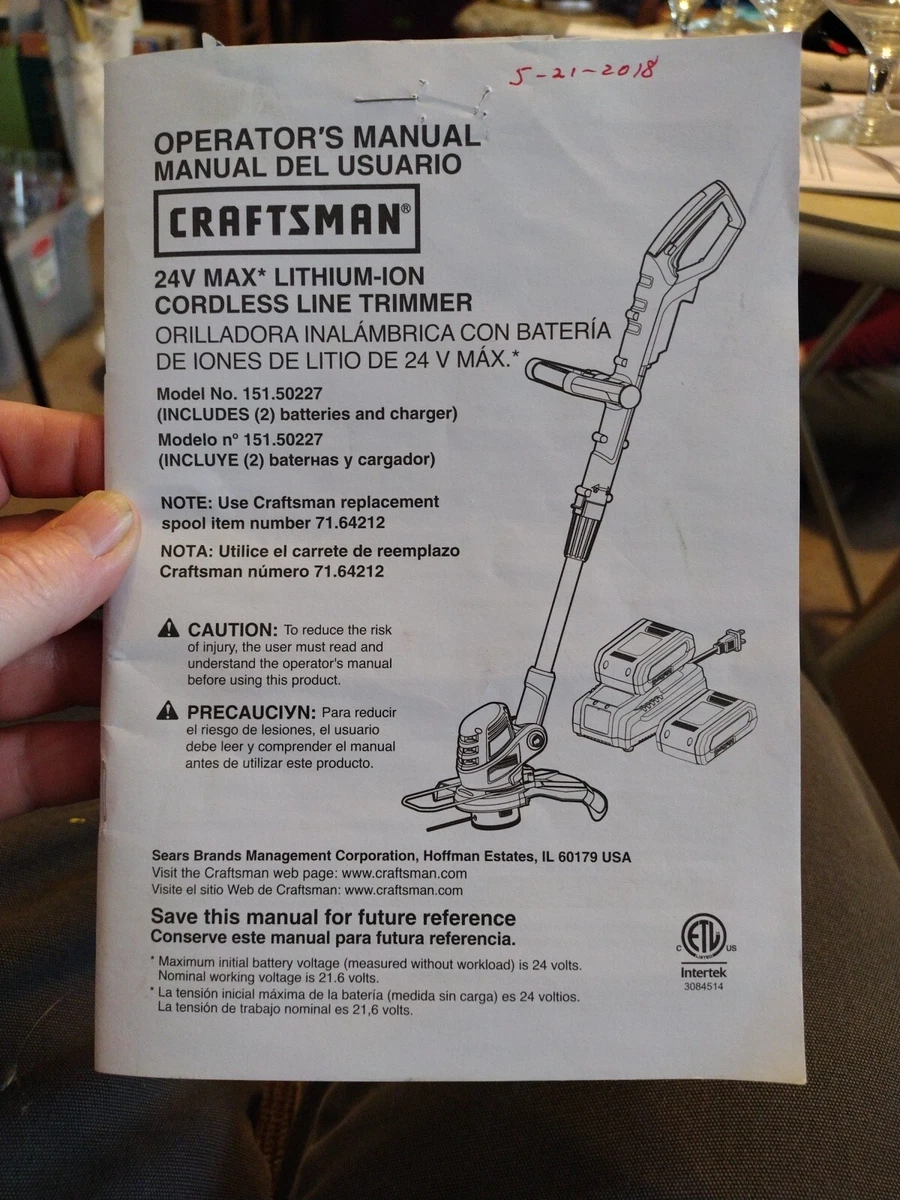 5-21-2018
OPERATOR'S MANUAL
MANUAL DEL USUARIO
CRAFTSMAN®
24V MAX* LITHIUM-ION
CORDLESS LINE TRIMMER
ORILLADORA INALÁMBRICA CON BATERÍA
DE IONES DE LITIO DE 24 V MÁX.*
Model No. 151.50227
(INCLUDES (2) batteries and charger)
Modelo nº 151.50227
(INCLUYE (2) baterнas y cargador)
NOTE: Use Craftsman replacement
spool item number 71.64212
NOTA: Utilice el carrete de reemplazo
Craftsman número 71.64212
CAUTION: To reduce the risk
of injury, the user must read and
understand the operator's manual
before using this product.
PRECAUCIУN: Para reducir
el riesgo de lesiones, el usuario
debe leer y comprender el manual
antes de utilizar este producto.
Sears Brands Management Corporation, Hoffman Estates, IL 60179 USA
Visit the Craftsman web page: www.craftsman.com
Visite el sitio Web de Craftsman: www.craftsman.com
Save this manual for future reference
Conserve este manual para futura referencia.
* Maximum initial battery voltage (measured without workload) is 24 volts.
Nominal working voltage is 21.6 volts.
* La tensión inicial máxima de la batería (medida sin carga) es 24 voltios.
La tensión de trabajo nominal es 21,6 volts.
C ETL US
LISTED
Intertek
3084514